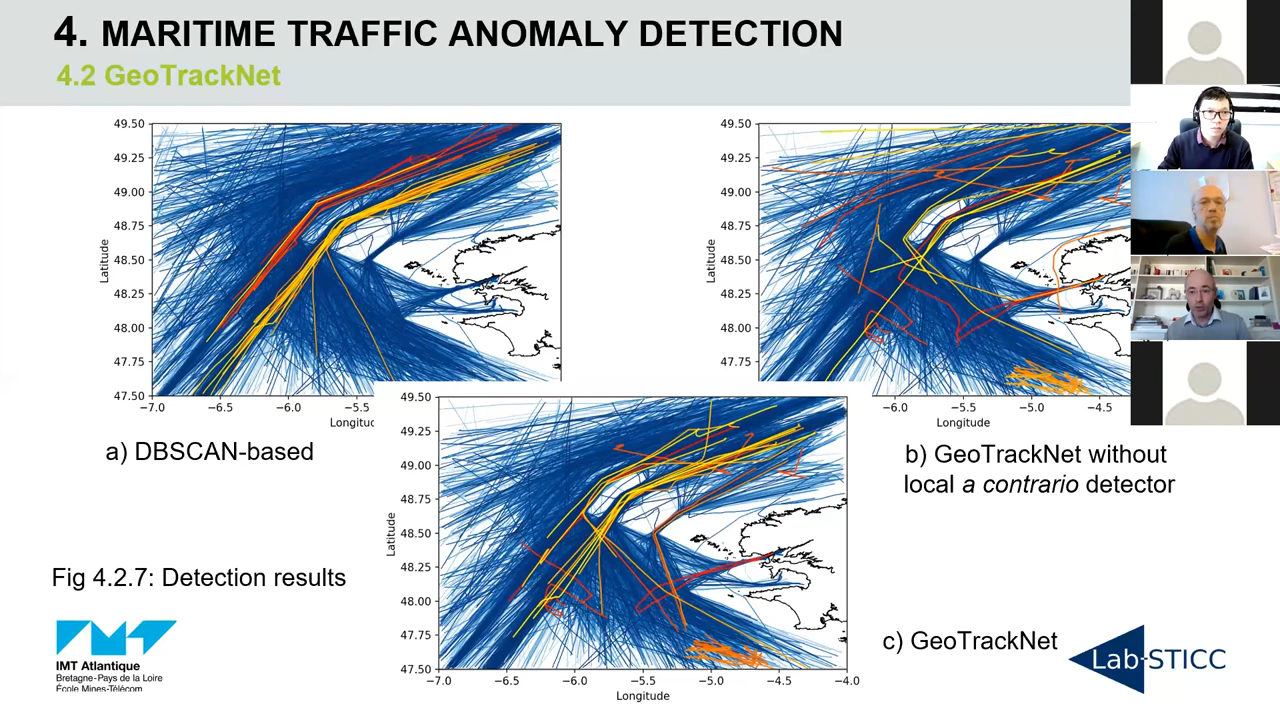 4. MARITIME TRAFFIC ANOMALY DETECTION
4.2 GeoTrackNet
49.50
49.25
49.00
48.75
48.50
48.25
48.00
47.75
47.50
Latitude
−7.0
−6.5
−6.0
−5.5
Longituc
a) DBSCAN-based
49.50
49.25
49.00
48.75
48.50
48.25
48.00
47.75
Latitude
−6.0
−5.5
−5.0
−4.5
Longitude
b) GeoTrackNet without
local a contrario detector
49.50
49.25
49.00
48.75
48.50
48.25
48.00
47.75
47.50
Latitude
−7.0
−6.5
−6.0
−5.5
−5.0
−4.5
−4.0
Longitude
c) GeoTrackNet
Fig 4.2.7: Detection results
IMT Atlantique
Bretagne-Pays de la Loire
École Mines-Télécom
Lab-STICC